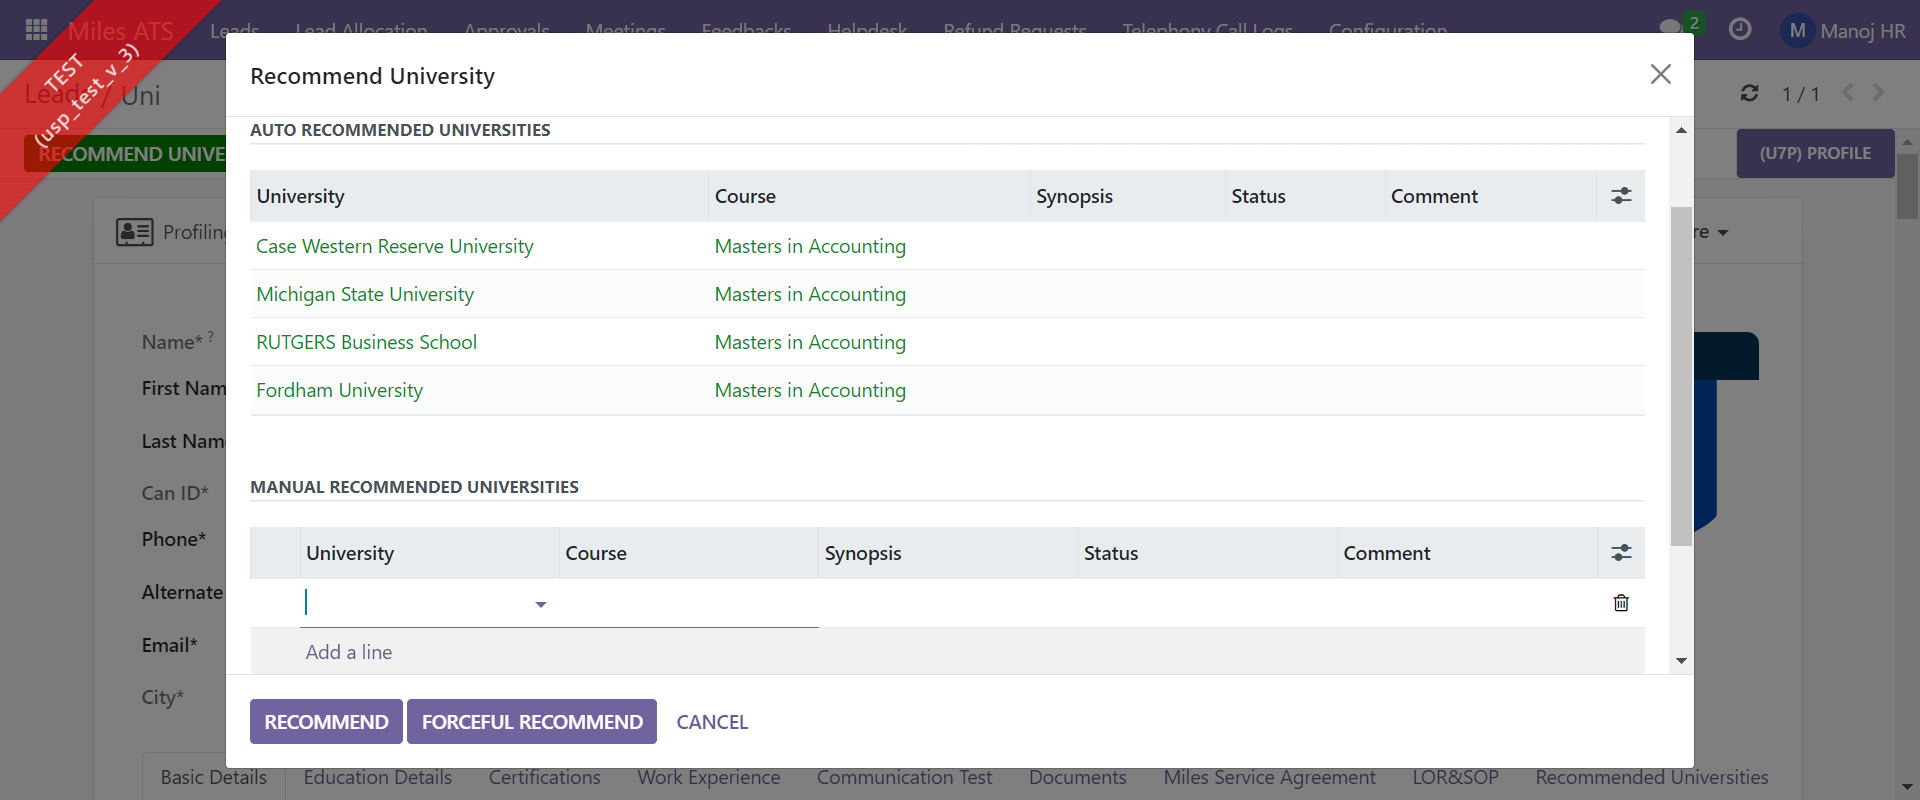 Miles ATS Leads Lead Allocation Approvals Meetings Feedbacks Helpdesk Refund Requests Telephony Call Logs Configuration 2 M Manoj HR
TEST
(usp_test_v_3)
Leads / Uni
1 / 1
RECOMMEND UNIVE
(U7P) PROFILE
Profiling
re
Name* ?
First Nam
Last Nam
Can ID*
Phone*
Alternate
Email*
City*
Recommend University
AUTO RECOMMENDED UNIVERSITIES
University Course Synopsis Status Comment
Case Western Reserve University Masters in Accounting
Michigan State University Masters in Accounting
RUTGERS Business School Masters in Accounting
Fordham University Masters in Accounting
MANUAL RECOMMENDED UNIVERSITIES
University Course Synopsis Status Comment
Add a line
RECOMMEND FORCEFUL RECOMMEND CANCEL
Basic Details Education Details Certifications Work Experience Communication Test Documents Miles Service Agreement LOR&SOP Recommended Universities